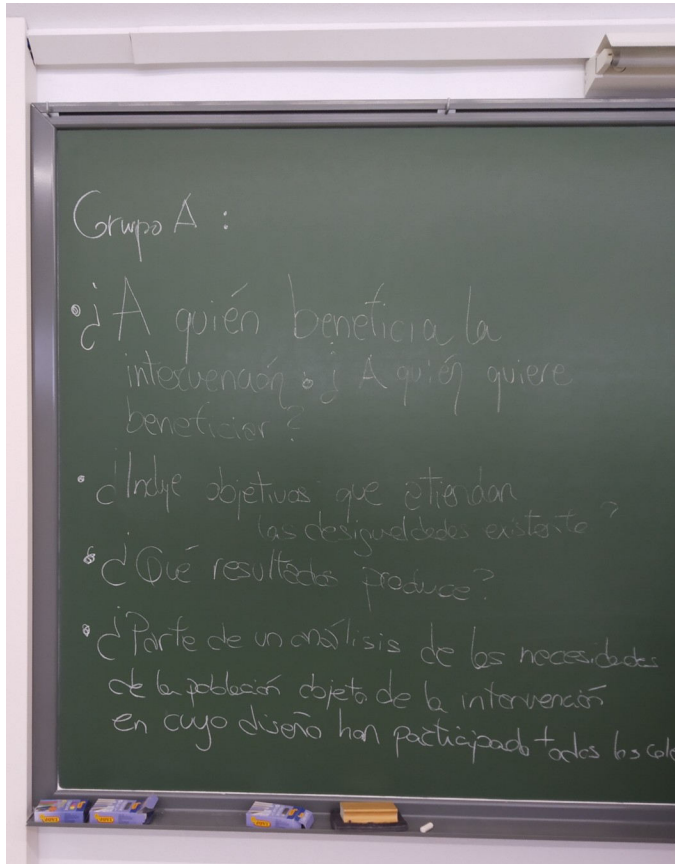 Grupo A :
• ¿A quién beneficia la
intervención o ¿ A quién quiere
beneficiar?
• ¿Incluye objetivos que atiendan
las desigualdades existente?
• ¿Qué resultados produce?
• ¿Parte de un análisis de las necesidades
de la población objeto de la intervención
en cuyo diseño han participado todos los cole